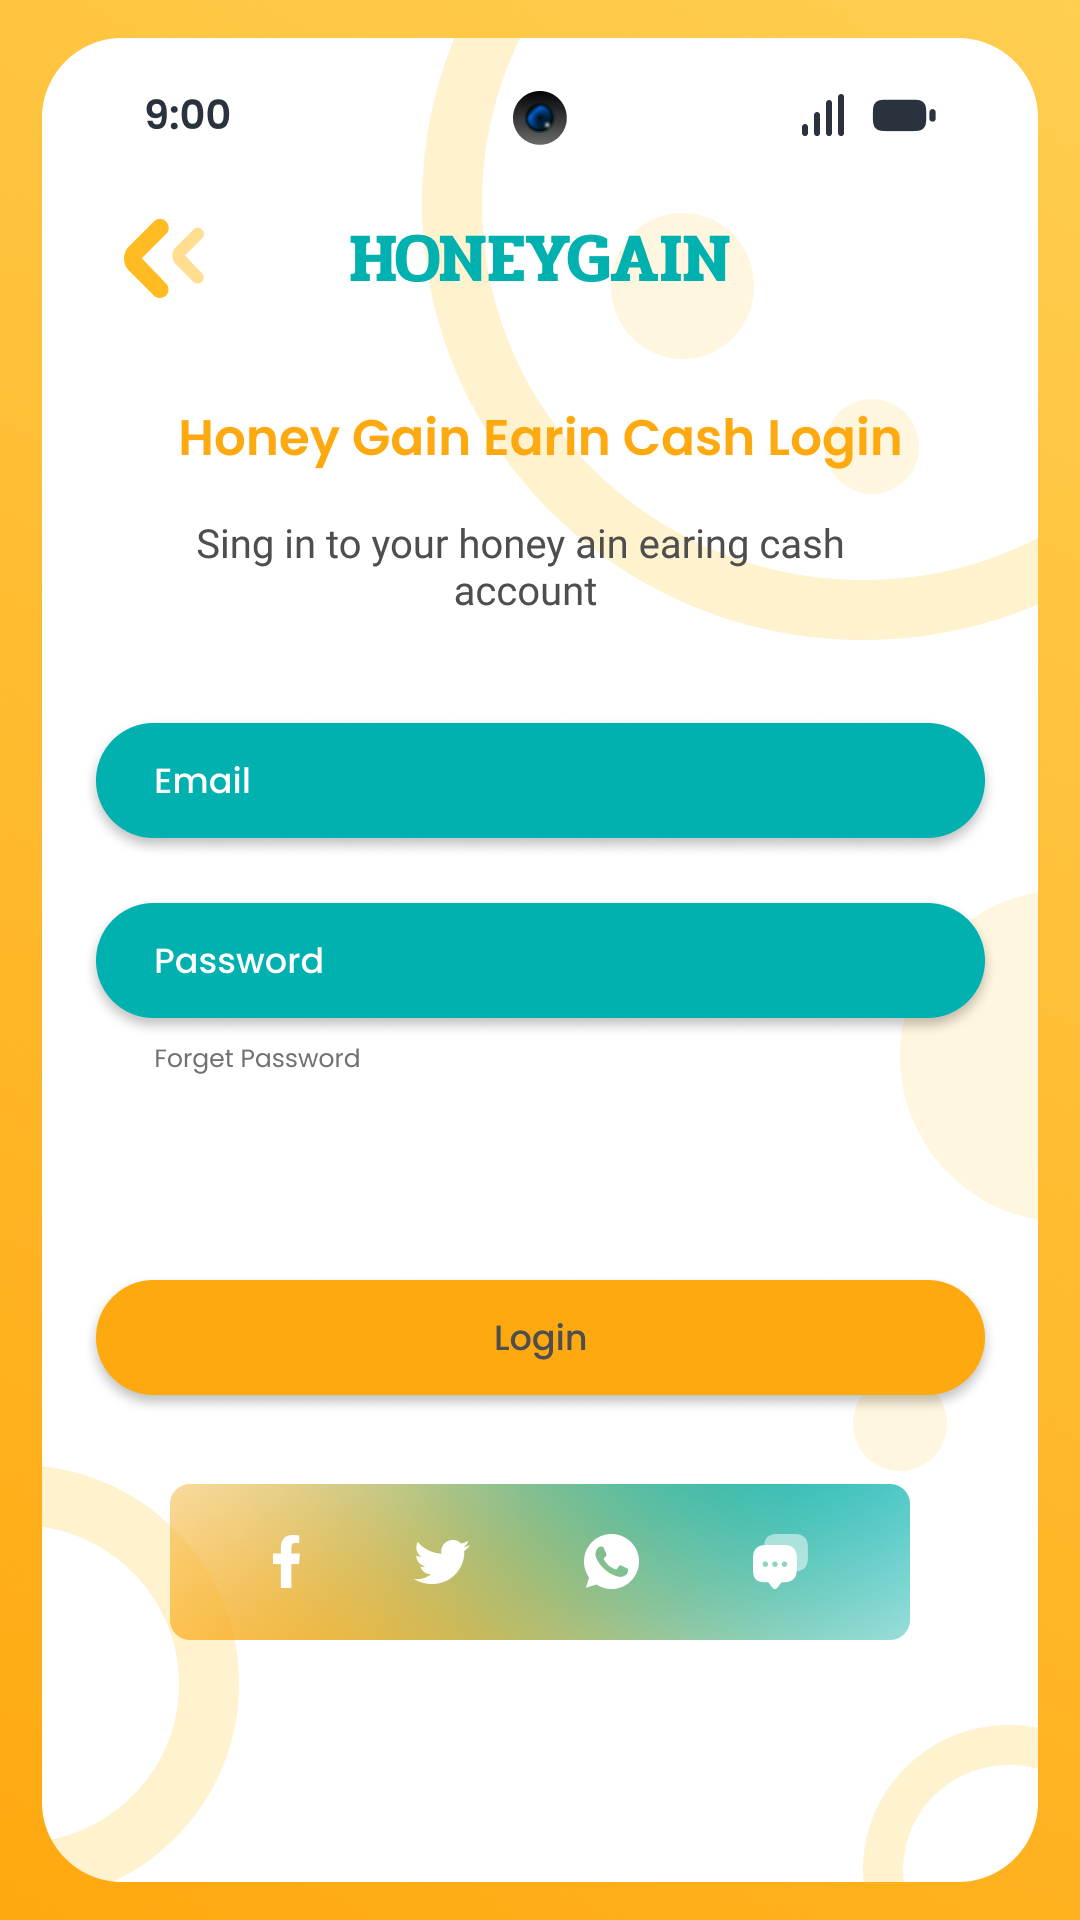 9:00
HONEYGAIN
Honey Gain Earin Cash Login
Sing in to your honey ain earing cash
account
Email
Password
Forget Password
Login